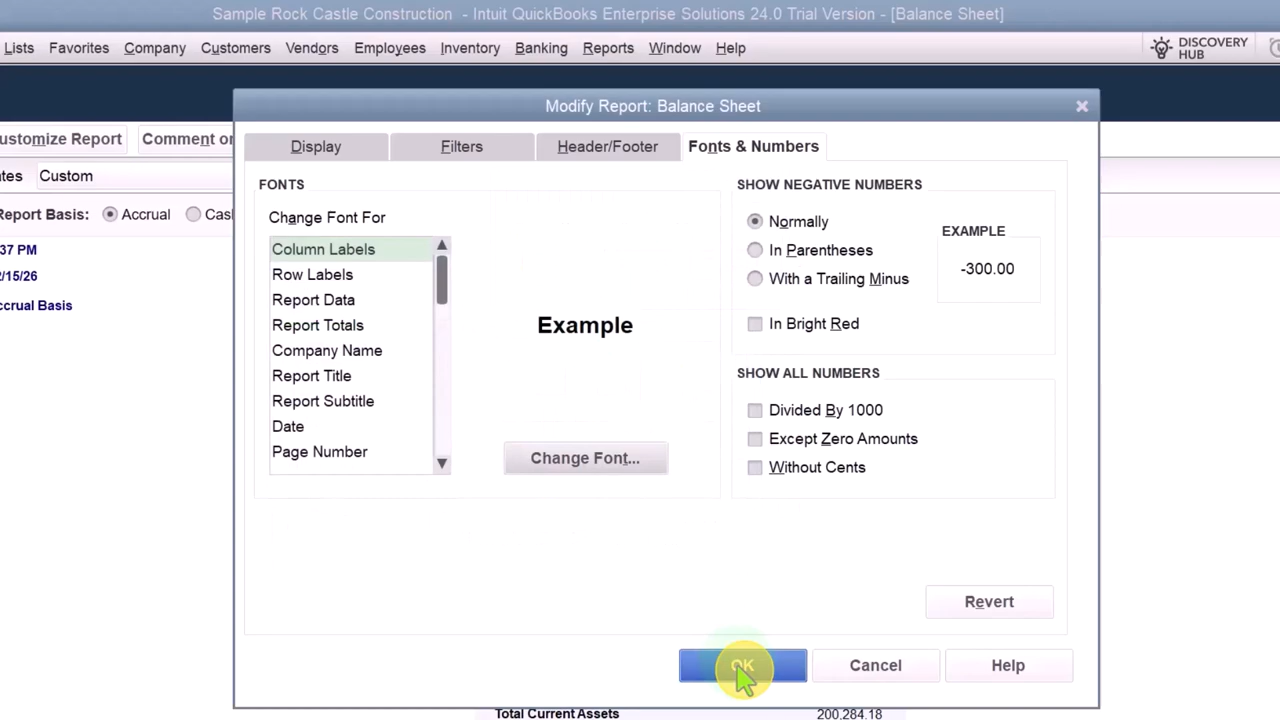 Sample Rock Castle Construction - Intuit QuickBooks Enterprise Solutions 24.0 Trial Version - [Balance Sheet]
Lists Favorites Company Customers Vendors Employees Inventory Banking Reports Window Help
DISCOVERY
HUB
Modify Report: Balance Sheet
ustomize Report Comment or
Display Filters Header/Footer Fonts & Numbers
tes Custom
FONTS
SHOW NEGATIVE NUMBERS
Report Basis: Accrual Cas
Change Font For
Normally
In Parentheses
With a Trailing Minus
In Bright Red
EXAMPLE
-300.00
:37 PM
2/15/26
ccrual Basis
Column Labels
Row Labels
Report Data
Report Totals
Company Name
Report Title
Report Subtitle
Date
Page Number
Example
Change Font...
SHOW ALL NUMBERS
Divided By 1000
Except Zero Amounts
Without Cents
Revert
OK Cancel Help
Total Current Assets 200,284.18